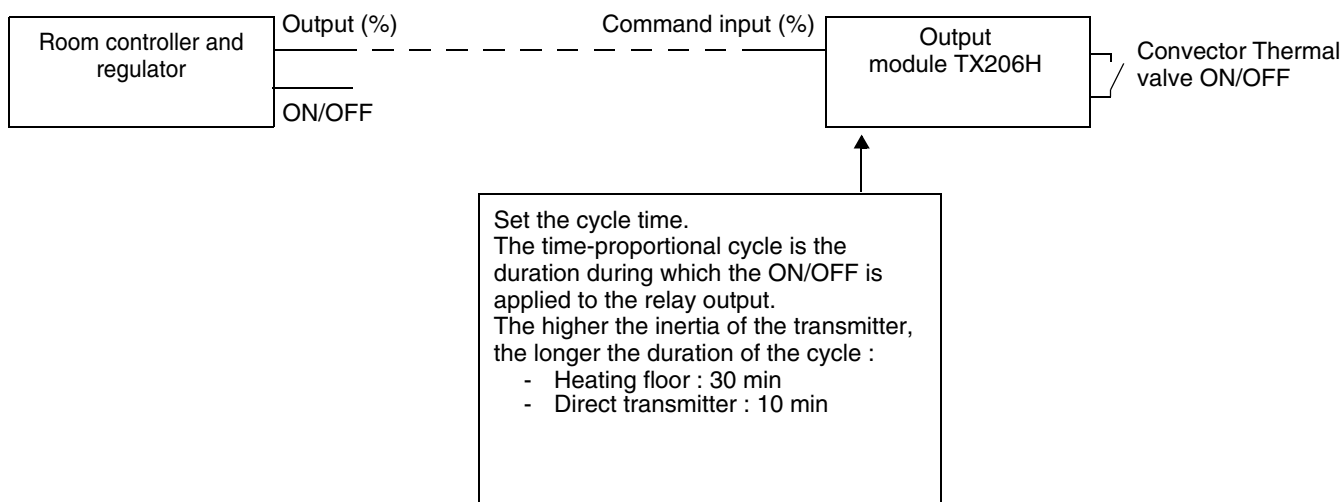 Room controller and
regulator
Output (%)
ON/OFF
Command input (%)
Output
module TX206H
Convector Thermal
valve ON/OFF
Set the cycle time.
The time-proportional cycle is the
duration during which the ON/OFF is
applied to the relay output.
The higher the inertia of the transmitter,
the longer the duration of the cycle :
- Heating floor : 30 min
- Direct transmitter : 10 min